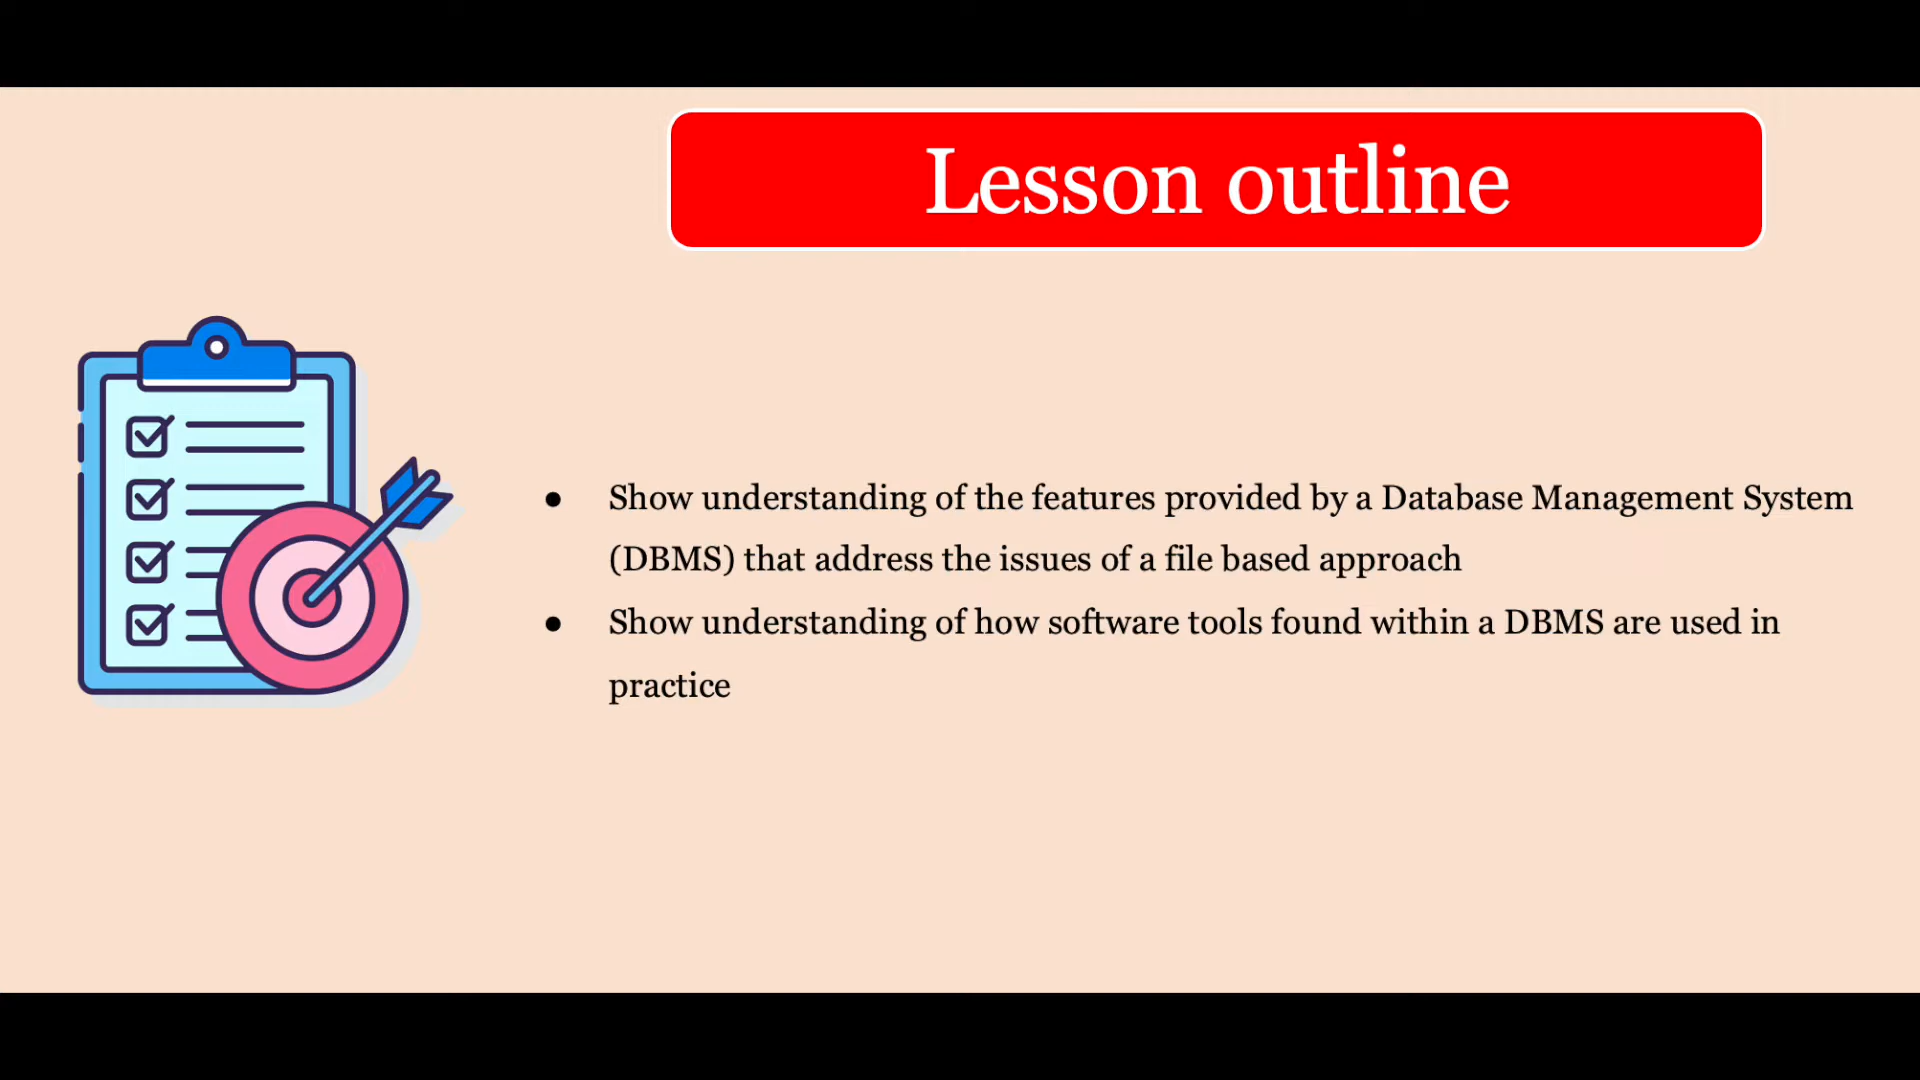 Lesson outline
● Show understanding of the features provided by a Database Management System
(DBMS) that address the issues of a file based approach
● Show understanding of how software tools found within a DBMS are used in
practice